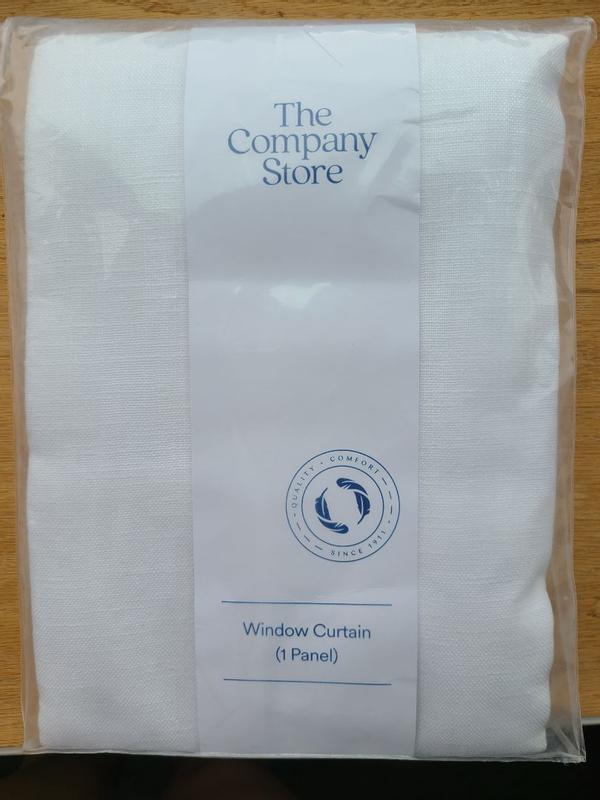 The
Company
Store
QUALITY • COMFORT
SINCE 1911
Window Curtain
(1 Panel)